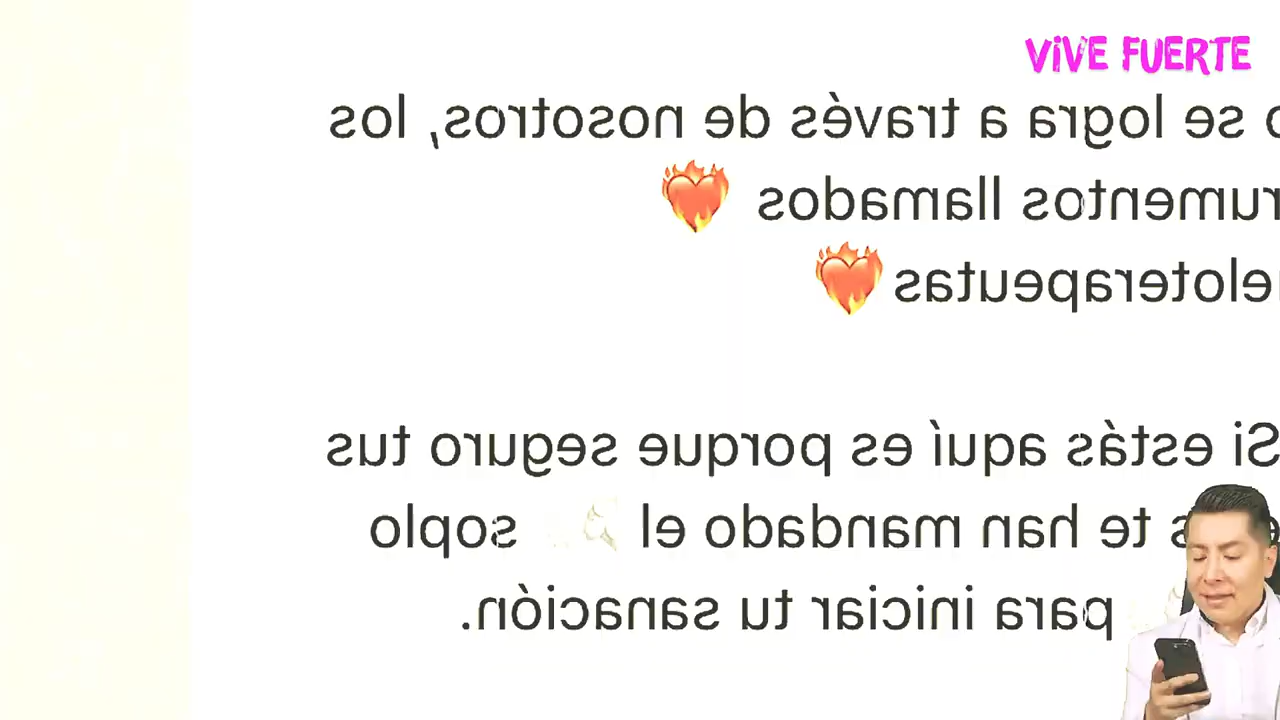 VIVE FUERTE
o se logra a través de nosotros, los
rumentos llamados
eloterapeutas
Si estás aquí es porque seguro tus
te han mandado el soplo
para iniciar tu sanación.